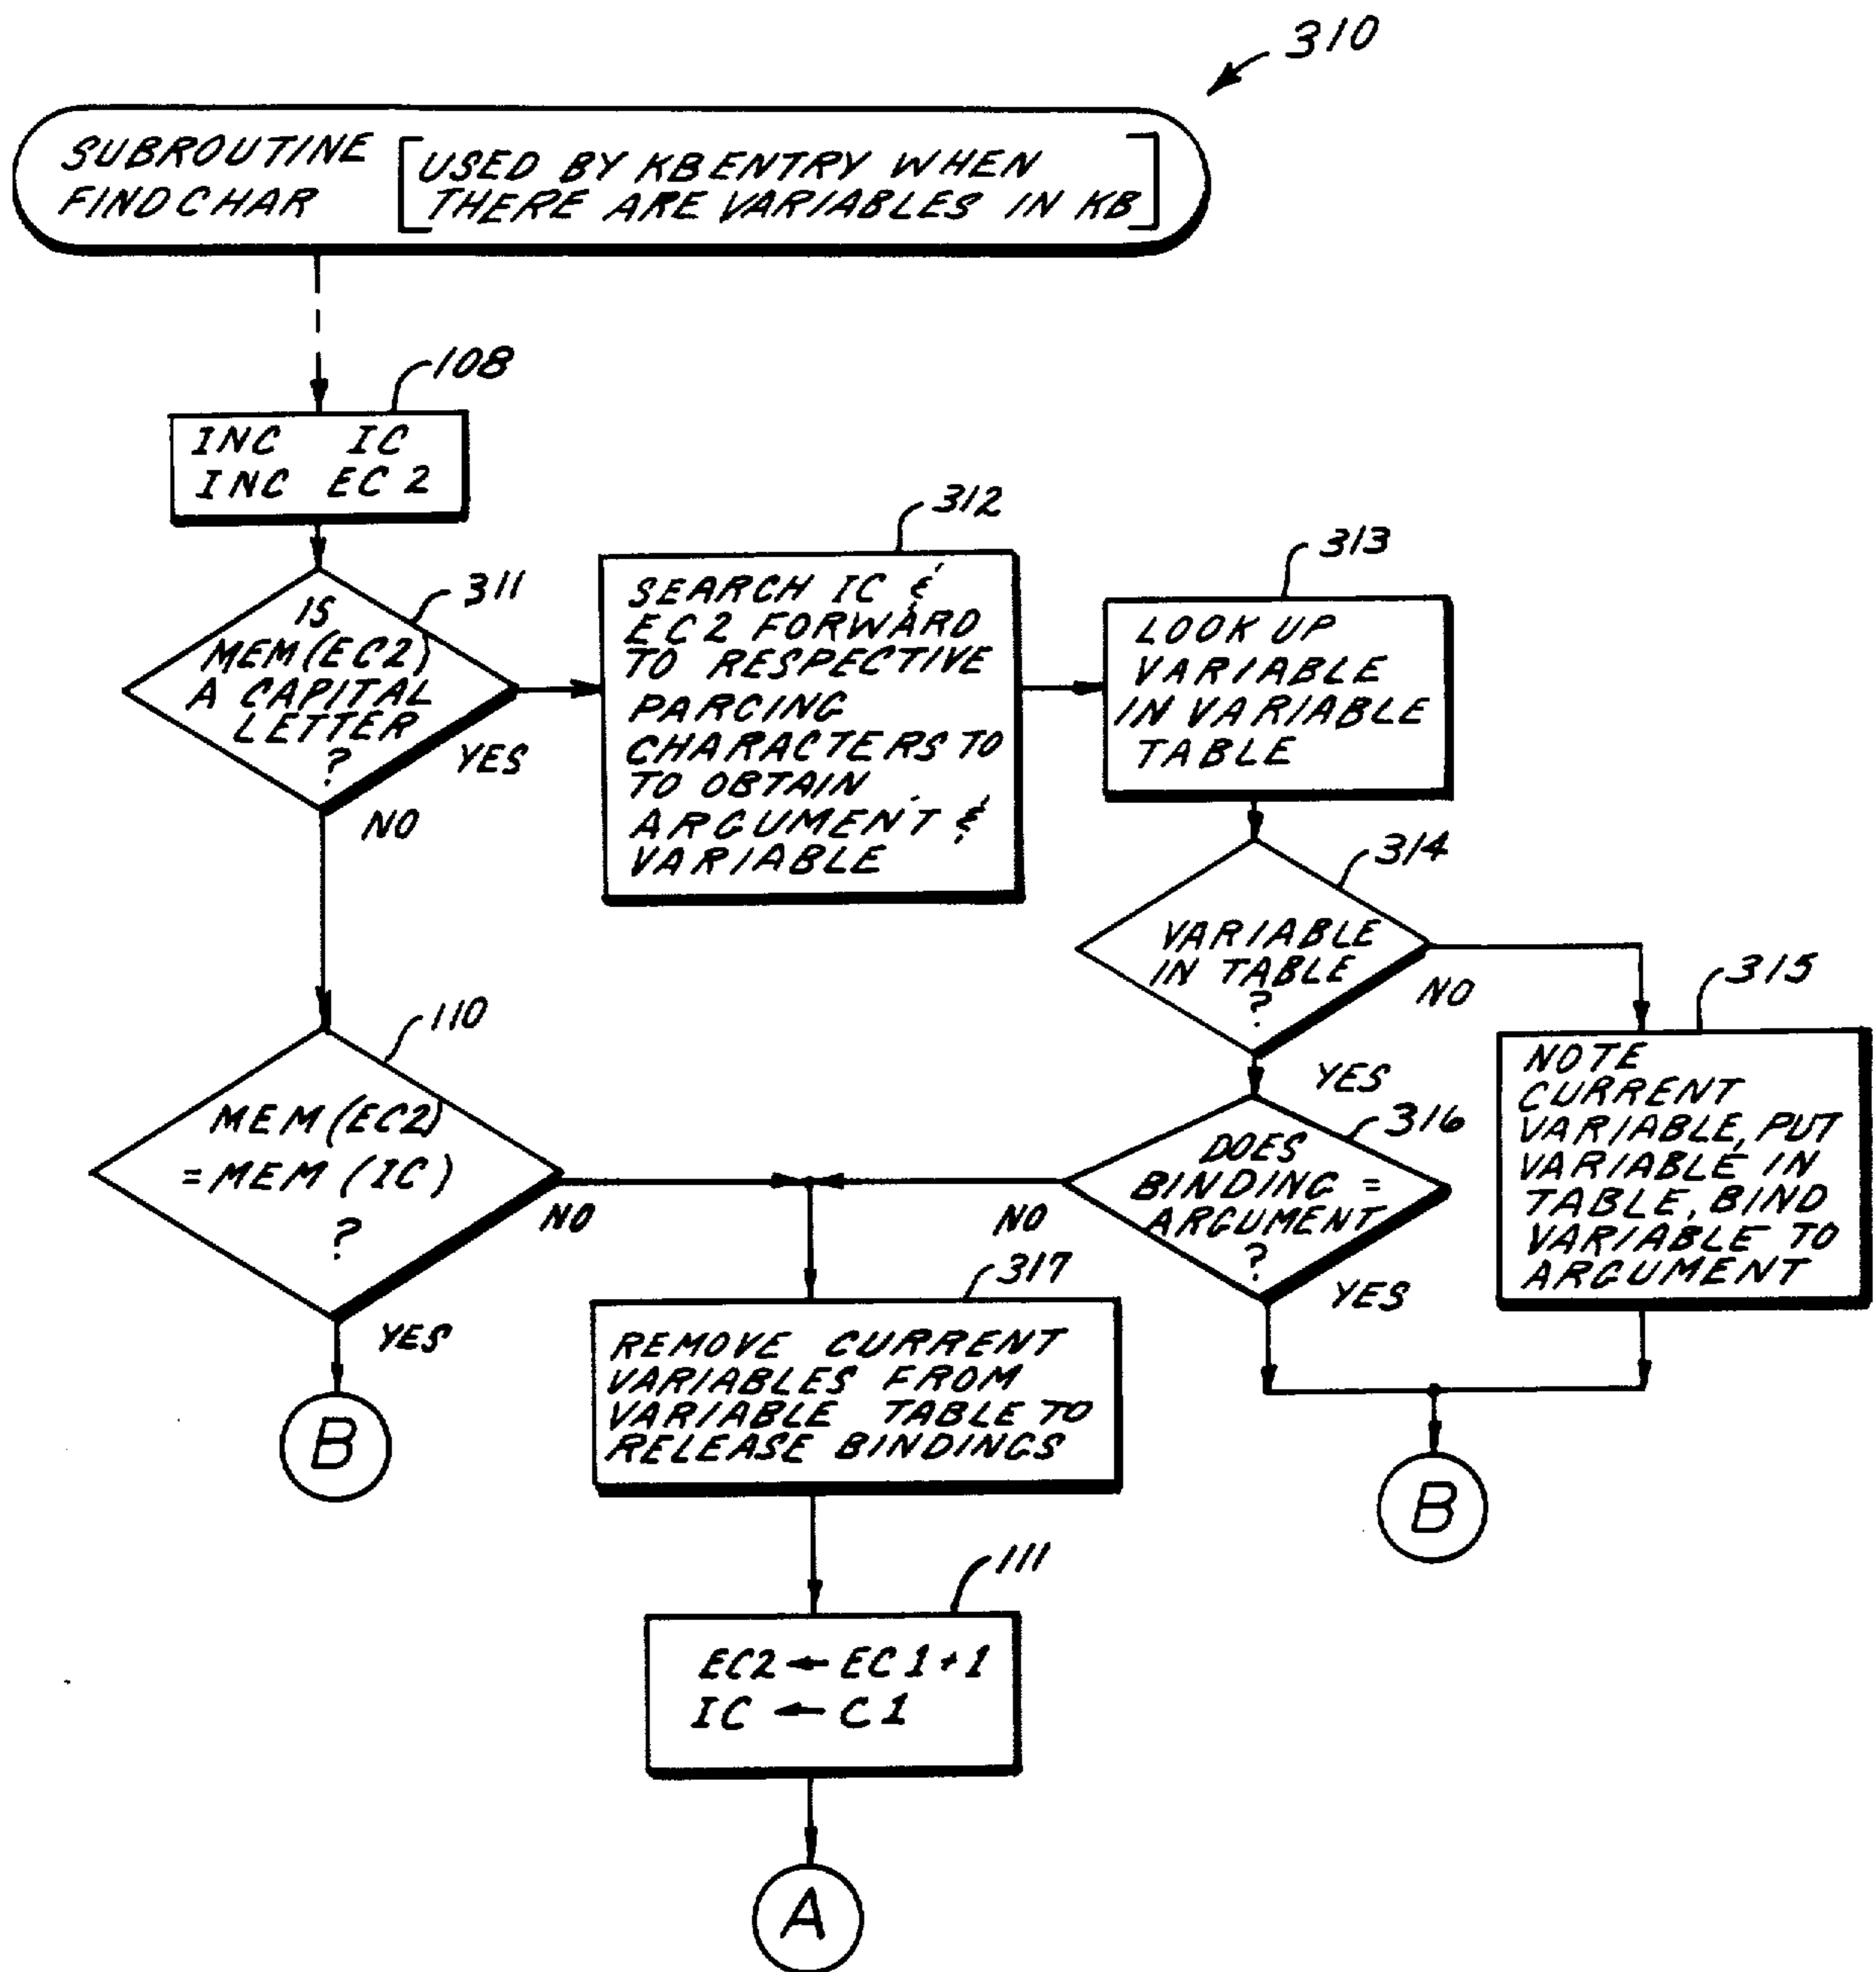 310
SUBROUTINE
FINDCHAR
[USED BY KB ENTRY WHEN
THERE ARE VARIABLES IN KB]
108
INC IC
INC EC2
311
IS
MEM(EC2)
A CAPITAL
LETTER
?
YES
NO
312
SEARCH IC &
EC2 FORWARD
TO RESPECTIVE
PARCING
CHARACTERS TO
TO OBTAIN
ARGUMENT &
VARIABLE
313
LOOK UP
VARIABLE
IN VARIABLE
TABLE
314
VARIABLE
IN TABLE
?
NO
YES
315
NOTE
CURRENT
VARIABLE, PUT
VARIABLE IN
TABLE, BIND
VARIABLE TO
ARGUMENT
110
MEM(EC2)
=MEM(IC)
?
NO
YES
B
316
DOES
BINDING =
ARGUMENT
?
NO
YES
B
317
REMOVE CURRENT
VARIABLES FROM
VARIABLE TABLE TO
RELEASE BINDINGS
111
EC2 ← EC1+1
IC ← C1
A